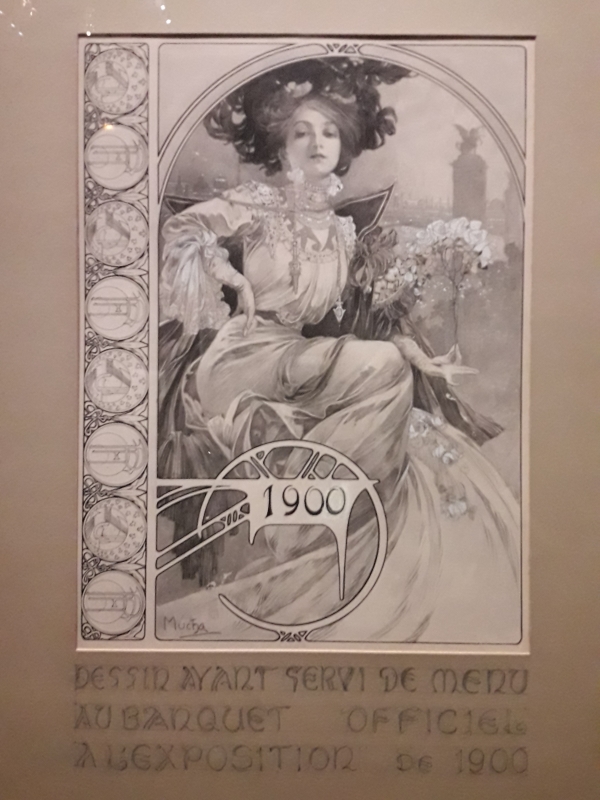 1900
Mucha
DESSIN AYANT SERVI DE MENU
AU BANQUET OFFICIEL
A L'EXPOSITION DE 1900